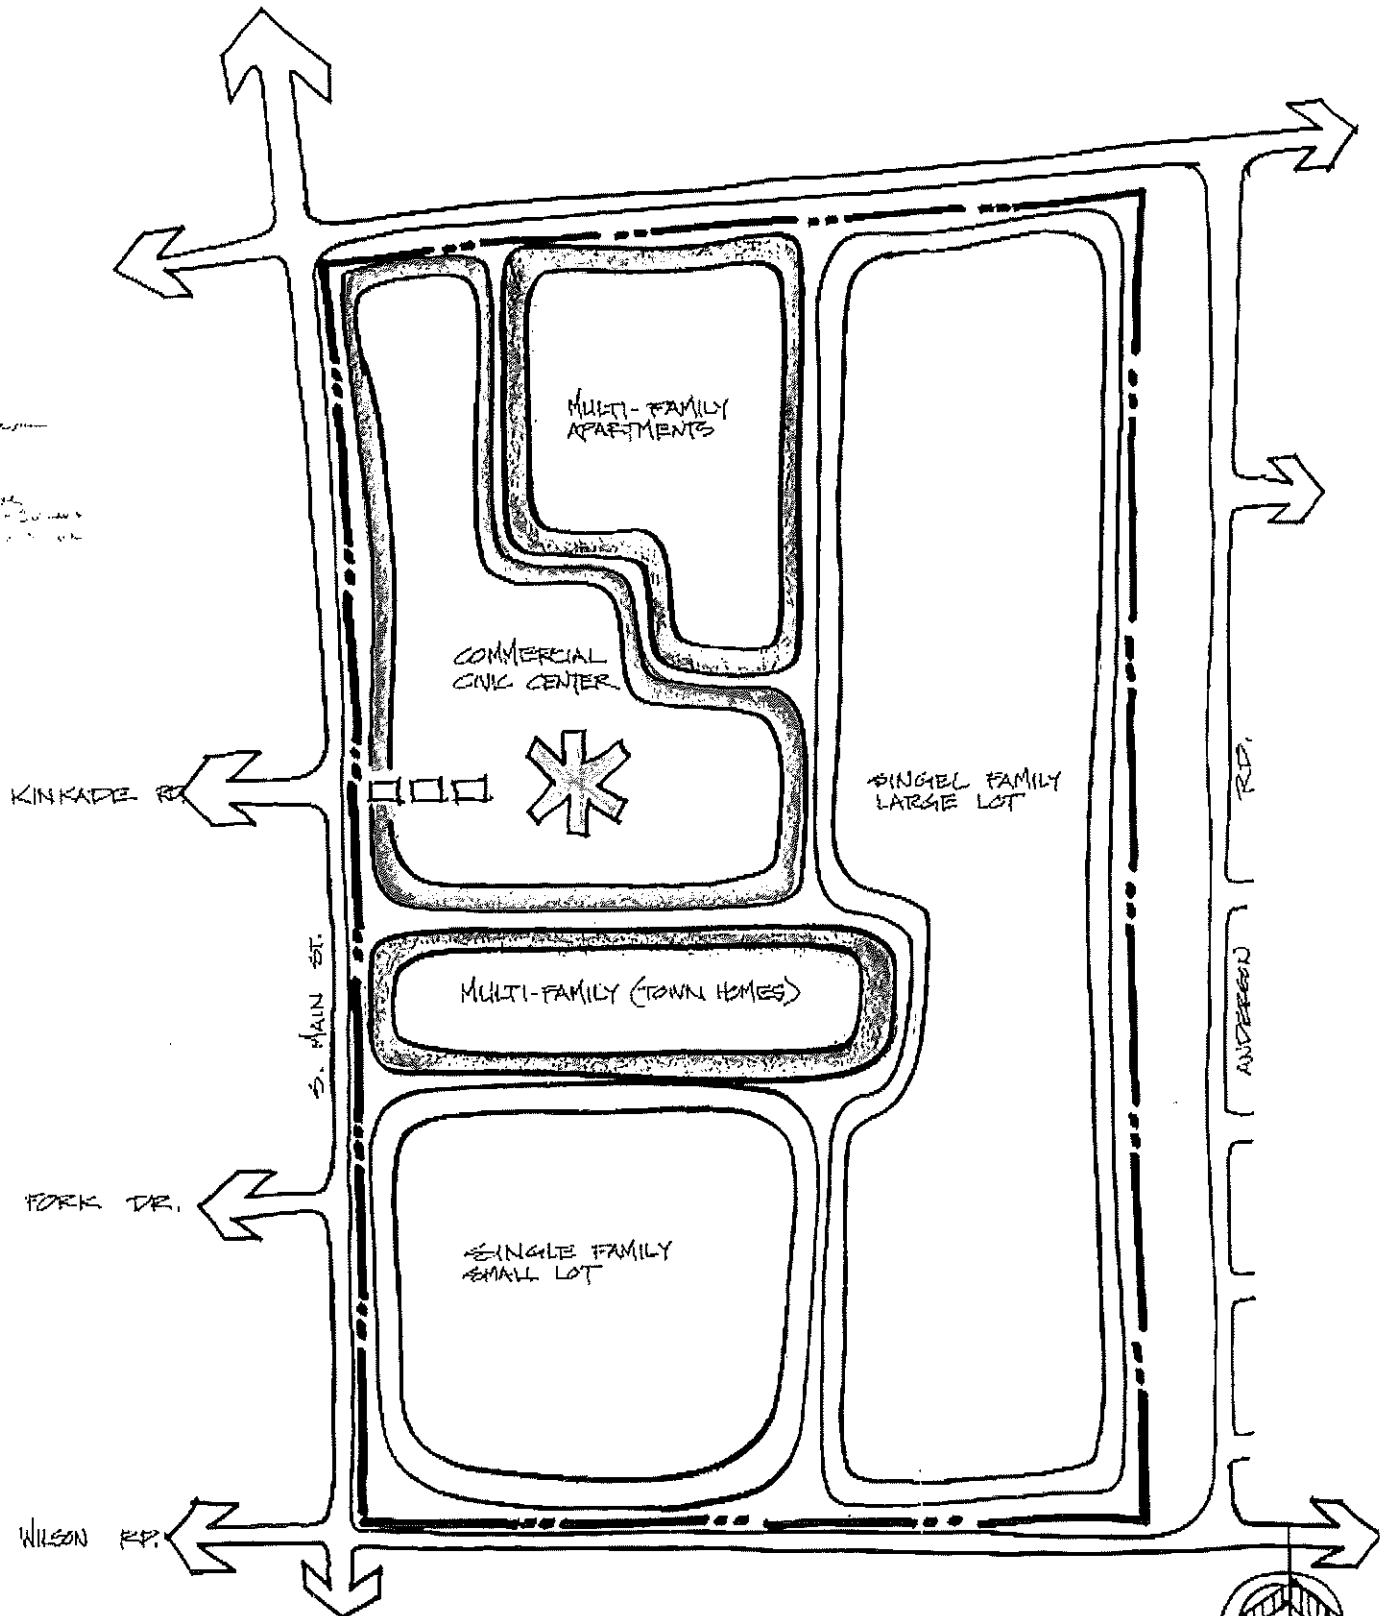 MULTI-FAMILY
APARTMENTS
COMMERCIAL
CIVIC CENTER
SINGEL FAMILY
LARGE LOT
KINKADE RD.
S. MAIN ST.
MULTI-FAMILY (TOWN HOMES)
ANDERSON RD.
FORK DR.
SINGLE FAMILY
SMALL LOT
WILSON RD.